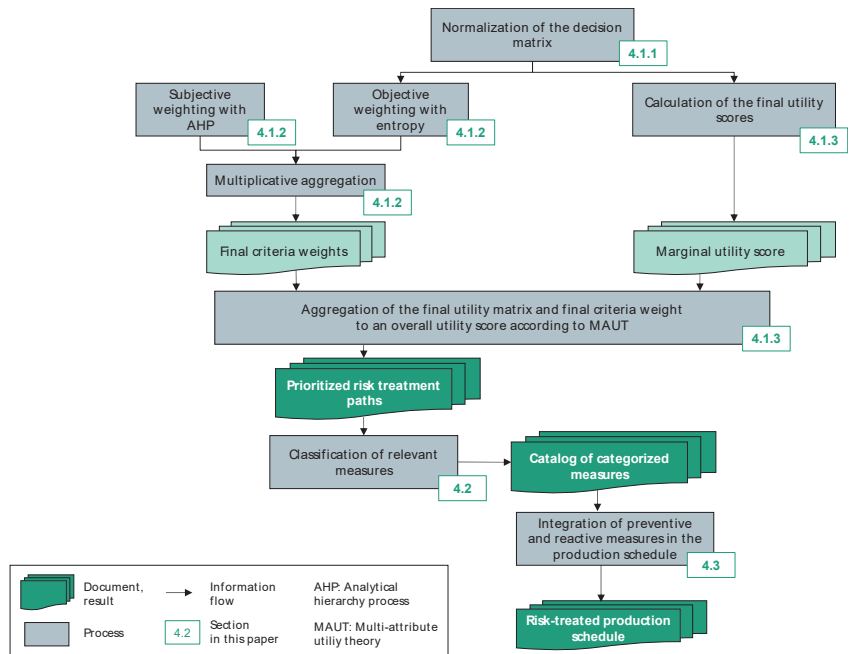 Normalization of the decision
matrix
4.1.1
Subjective
weighting with
AHP
4.1.2
Objective
weighting with
entropy
4.1.2
Calculation of the final utility
scores
4.1.3
Multiplicative aggregation
4.1.2
Final criteria weights
Marginal utility score
Aggregation of the final utility matrix and final criteria weight
to an overall utility score according to MAUT
4.1.3
Prioritized risk treatment
paths
Classification of relevant
measures
4.2
Catalog of categorized
measures
Integration of preventive
and reactive measures in the
production schedule
4.3
Risk-treated production
schedule
Document,
result
Information
flow
AHP: Analytical
hierarchy process
Process
4.2
Section
in this paper
MAUT: Multi-attribute
utiliy theory